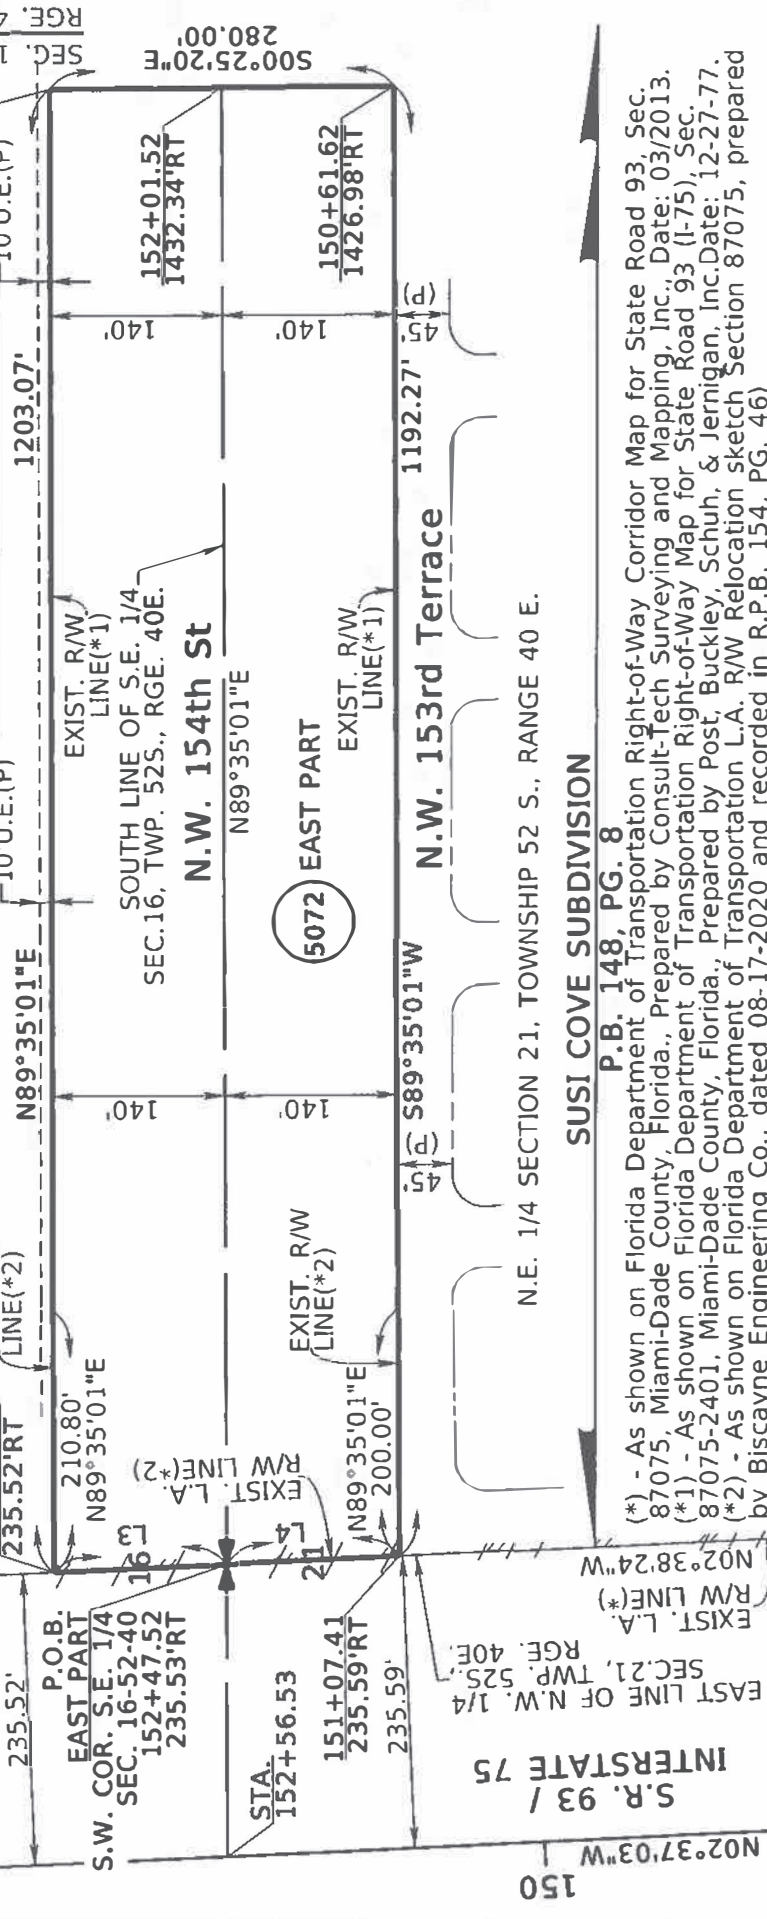 SEC. 1
RGE. 4
S00°25'20"E
280.00'
10'U.E.(P)
1203.07'
152+01.52
1432.34'RT
150+61.62
1426.98'RT
140'
140'
45'
(P)
1192.27'
EXIST. R/W
LINE(*1)
SOUTH LINE OF S.E. 1/4
SEC.16, TWP. 52S., RGE. 40E.
N.W. 154th St
N89°35'01"E
EXIST. R/W
LINE(*1)
N.W. 153rd Terrace
5072
EAST PART
10'U.E.(P)
N89°35'01"E
S89°35'01"W
140'
140'
45'
(P)
LINE(*2)
EXIST. R/W
LINE(*2)
235.52'RT
210.80'
N89°35'01"E
EXIST. L.A.
R/W LINE(*2)
N89°35'01"E
200.00'
L3
16
L4
21
235.52'
P.O.B.
EAST PART
S.W. COR. S.E. 1/4
SEC. 16-52-40
152+47.52
235.53'RT
STA.
152+56.53
151+07.41
235.59'RT
235.59'
EAST LINE OF N.W. 1/4
SEC.21, TWP. 52S.,
RGE. 40E.
EXIST. L.A.
R/W LINE(*)
N02°38'24"W
S.R. 93 /
INTERSTATE 75
150
N02°37'03"W
N.E. 1/4 SECTION 21, TOWNSHIP 52 S., RANGE 40 E.
SUSI COVE SUBDIVISION
P.B. 148, PG. 8
(*) - As shown on Florida Department of Transportation Right-of-Way Corridor Map for State Road 93, Sec.
87075, Miami-Dade County, Florida., Prepared by Consult-Tech Surveying and Mapping, Inc., Date: 03/2013.
(*1) - As shown on Florida Department of Transportation Right-of-Way Map for State Road 93 (I-75), Sec.
87075-2401, Miami-Dade County, Florida., Prepared by Post, Buckley, Schuh, & Jernigan, Inc.Date: 12-27-77.
(*2) - As shown on Florida Department of Transportation L.A. R/W Relocation sketch Section 87075, prepared
by Biscayne Engineering Co., dated 08-17-2020 and recorded in R.P.B. 154, PG. 46)